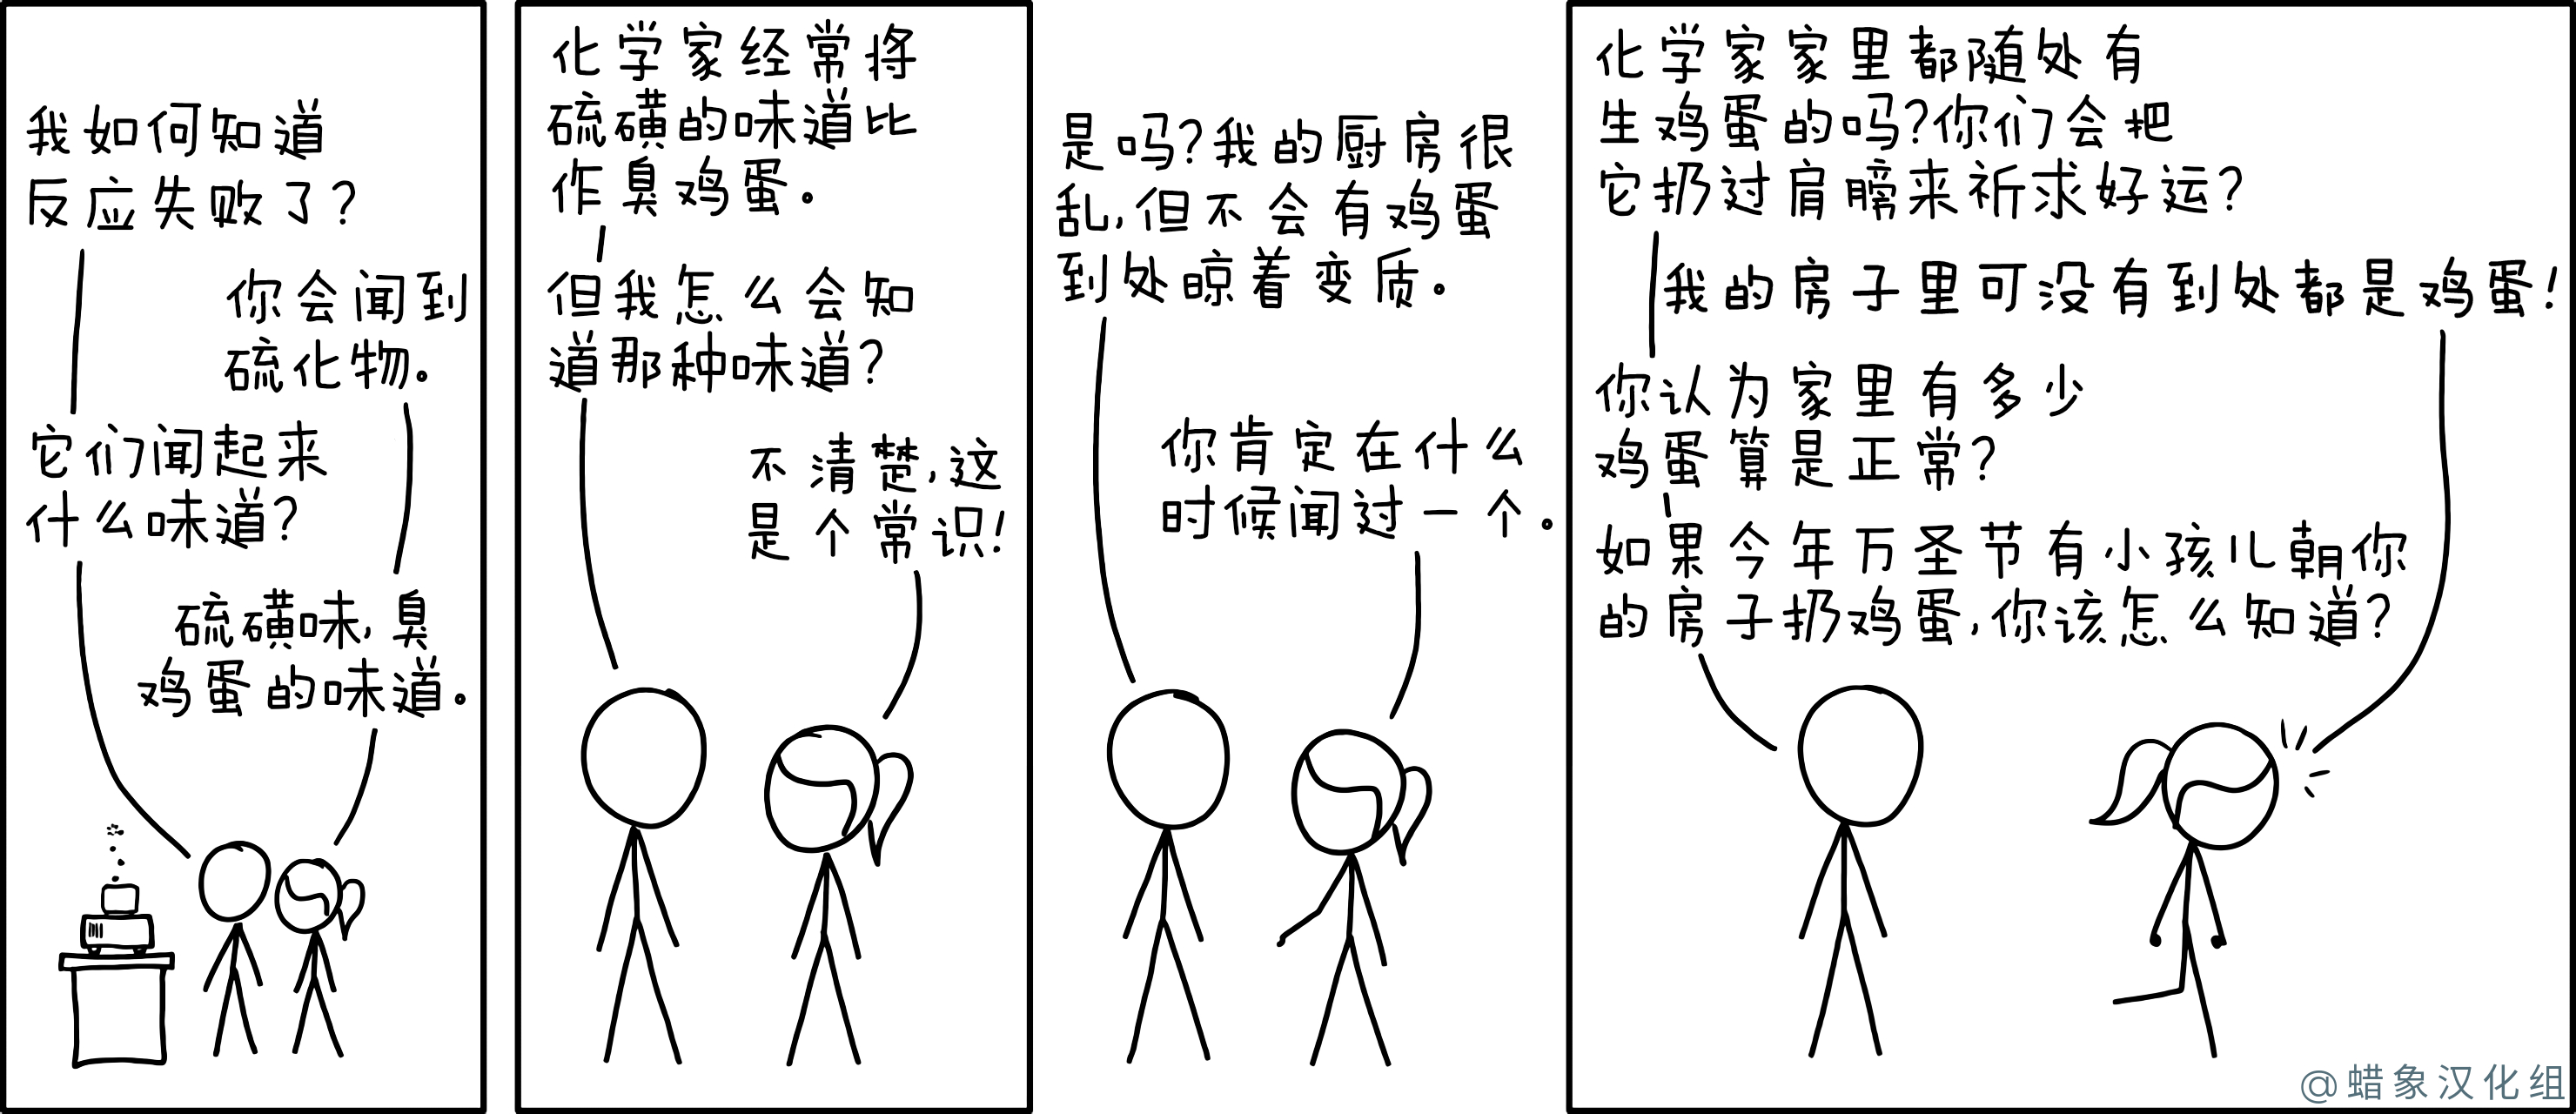 我如何知道
反应失败了?
你会闻到
硫化物。
它们闻起来
什么味道?
硫磺味,臭
鸡蛋的味道。
化学家经常将
硫磺的味道比
作臭鸡蛋。
但我怎么会知
道那种味道?
不清楚,这
是个常识!
是吗?我的厨房很
乱,但不会有鸡蛋
到处晾着变质。
你肯定在什么
时候闻过一个。
化学家家里都随处有
生鸡蛋的吗?你们会把
它扔过肩膀来祈求好运?
我的房子里可没有到处都是鸡蛋!
你认为家里有多少
鸡蛋算是正常?
如果今年万圣节有小孩儿朝你
的房子扔鸡蛋,你该怎么知道?
@蜡象汉化组